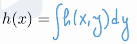 h(x) = ∫h(x,y)dy